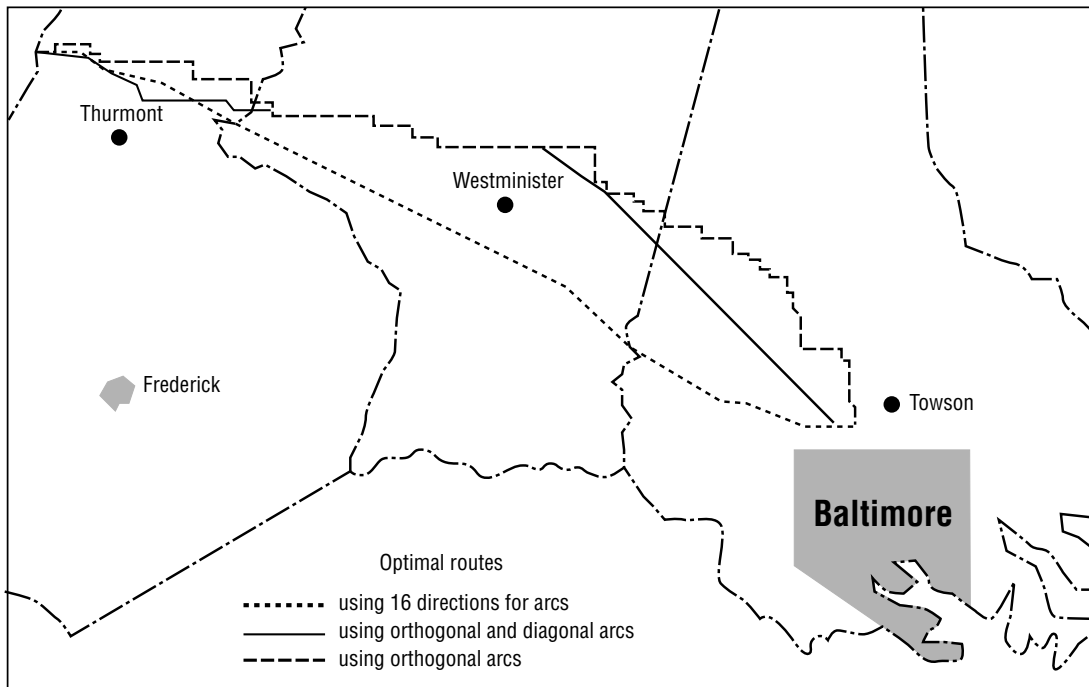 Thurmont
Westminister
Frederick
Towson
Baltimore
Optimal routes
using 16 directions for arcs
using orthogonal and diagonal arcs
using orthogonal arcs